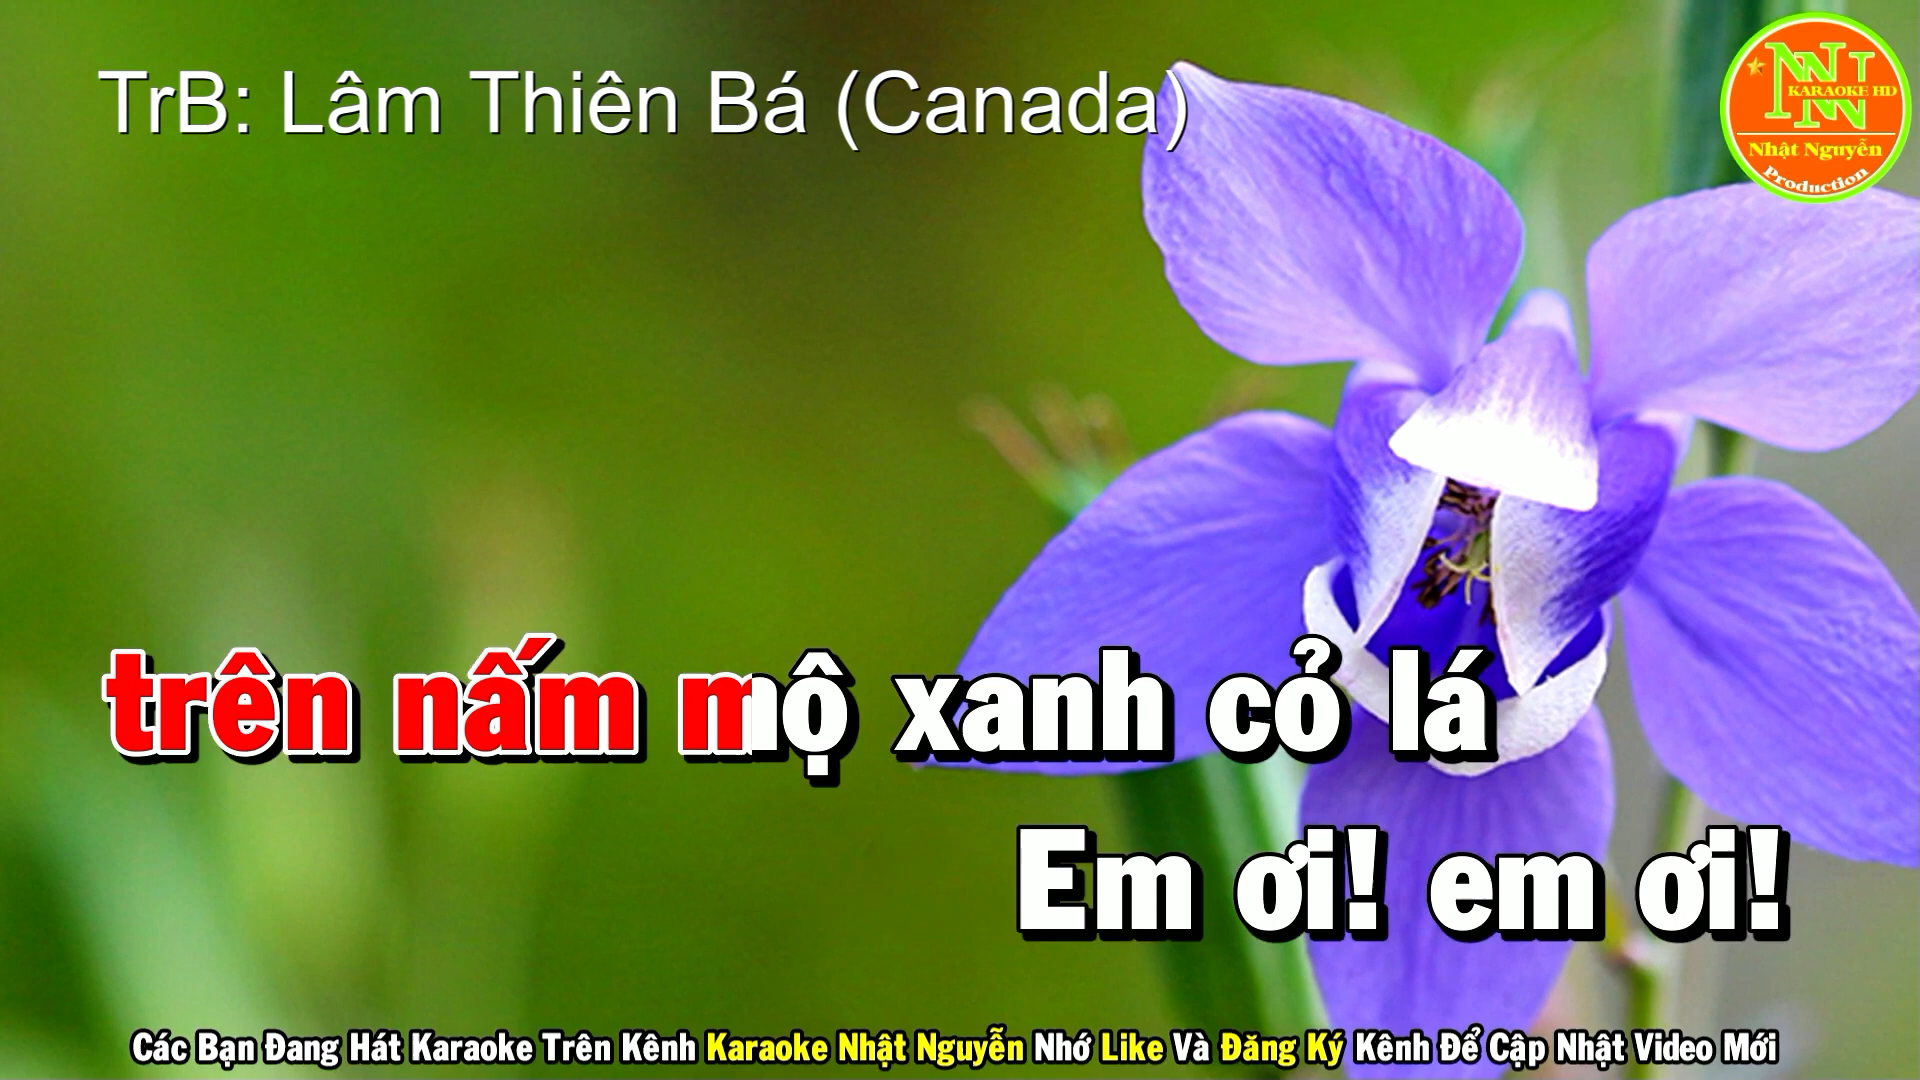 TrB: Lâm Thiên Bá (Canada)
NN
KARAOKE HD
NN
Nhật Nguyễn
Production
trên nấm mộ xanh cỏ lá
Em ơi! em ơi!
Các Bạn Đang Hát Karaoke Trên Kênh Karaoke Nhật Nguyễn Nhớ Like Và Đăng Ký Kênh Để Cập Nhật Video Mới